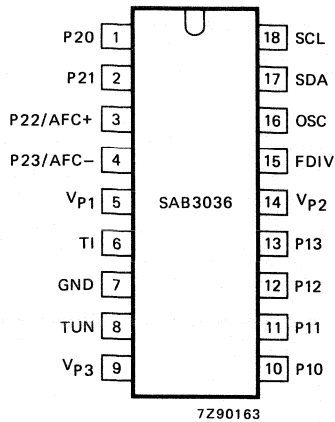 P20 1 18 SCL
P21 2 17 SDA
P22/AFC+ 3 16 OSC
P23/AFC− 4 15 FDIV
VP1 5 SAB3036 14 VP2
TI 6 13 P13
GND 7 12 P12
TUN 8 11 P11
VP3 9 10 P10
7Z90163